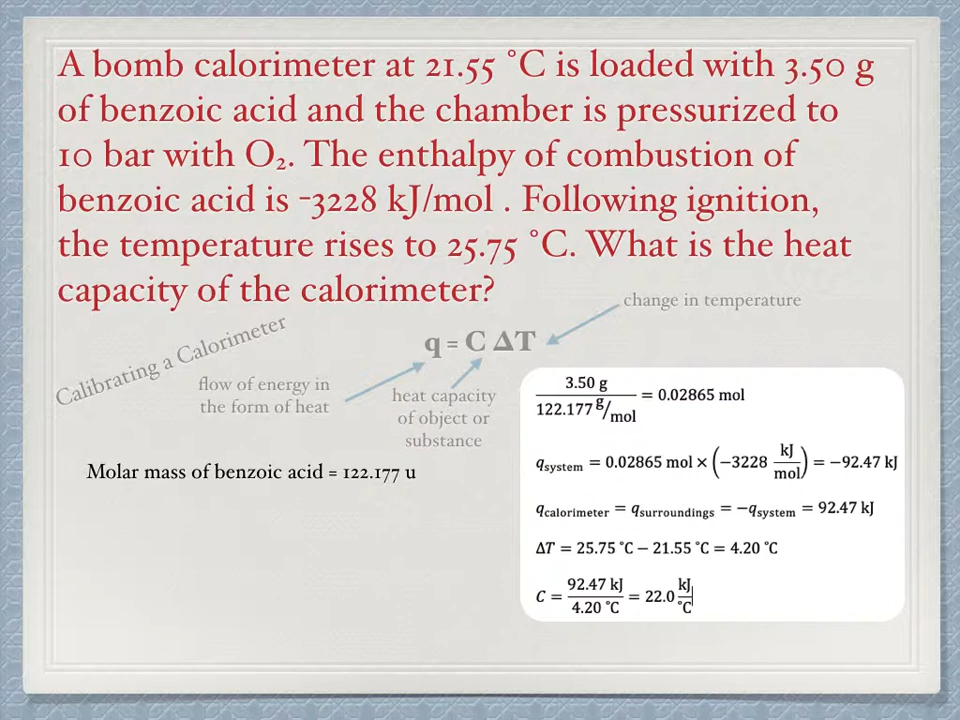 A bomb calorimeter at 21.55 °C is loaded with 3.50 g
of benzoic acid and the chamber is pressurized to
10 bar with O₂. The enthalpy of combustion of
benzoic acid is -3228 kJ/mol . Following ignition,
the temperature rises to 25.75 °C. What is the heat
capacity of the calorimeter?
change in temperature
Calibrating a Calorimeter
q = C ΔT
flow of energy in
the form of heat
heat capacity
of object or
substance
Molar mass of benzoic acid = 122.177 u
3.50 g / 122.177 g/mol = 0.02865 mol
q_system = 0.02865 mol × (−3228 kJ/mol) = −92.47 kJ
q_calorimeter = q_surroundings = −q_system = 92.47 kJ
ΔT = 25.75 °C − 21.55 °C = 4.20 °C
C = 92.47 kJ / 4.20 °C = 22.0 kJ/°C